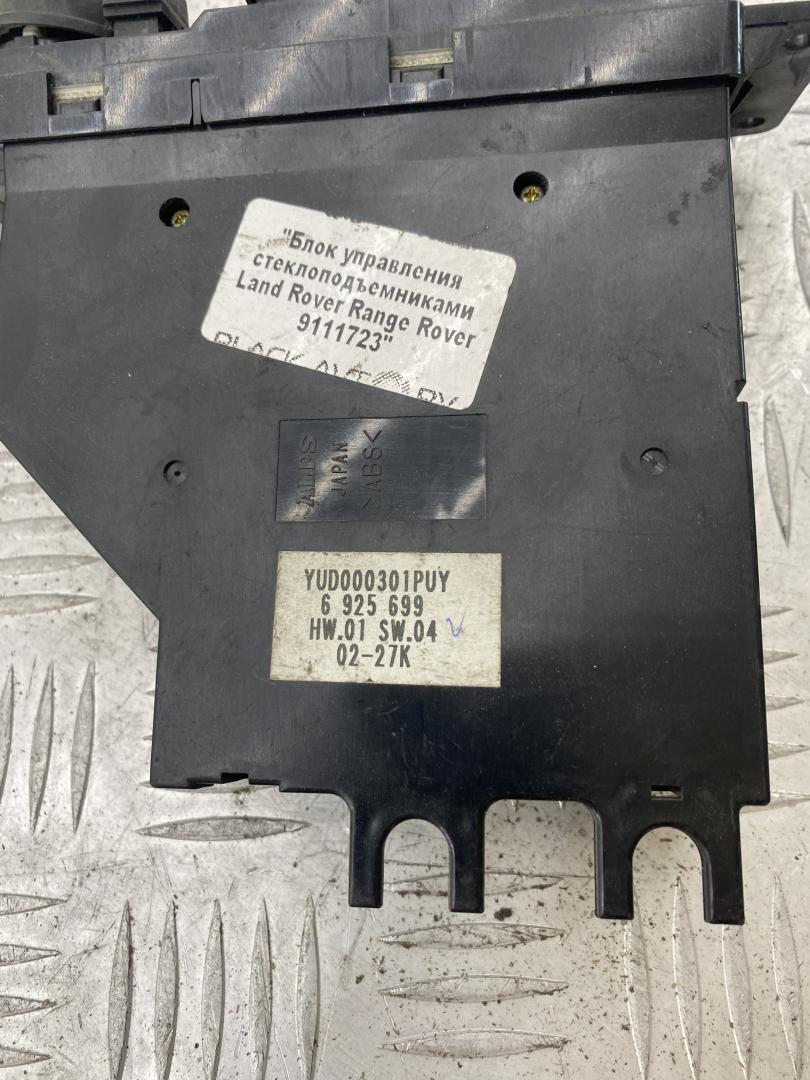 "Блок управления
стеклоподъемниками
Land Rover Range Rover
9111723"
ALPS
JAPAN
>ABS<
YUD000301PUY
6 925 699
HW.01 SW.04
02-27K